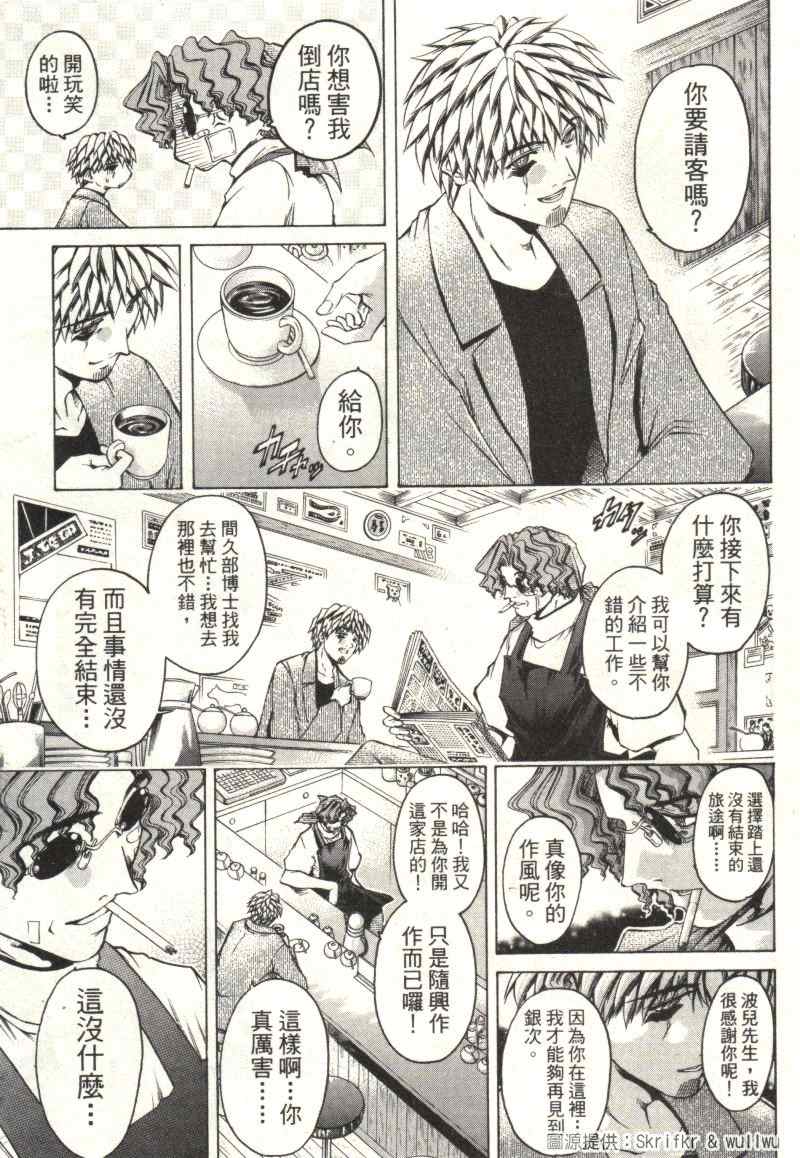 你要請客嗎？
你想害我
倒店嗎？
開玩笑
的啦…
給你。
カチャッ
你接下來有
什麼打算？
我可以幫你
介紹一些不
錯的工作。
間久部博士找我
去幫忙…我想去
那裡也不錯，
而且事情還沒
有完全結束…
選擇踏上還
沒有結束的
旅途啊……
真像你的
作風呢。
波兒先生，我
很感謝你呢！
因為你在這裡…
我才能夠再見到
銀次。
哈哈！我又
不是為你開
這家店的！
只是隨興作
作而已囉！
這樣啊…你
真厲害…
這沒什麼…
圖源提供：Skrifkr & wullwu